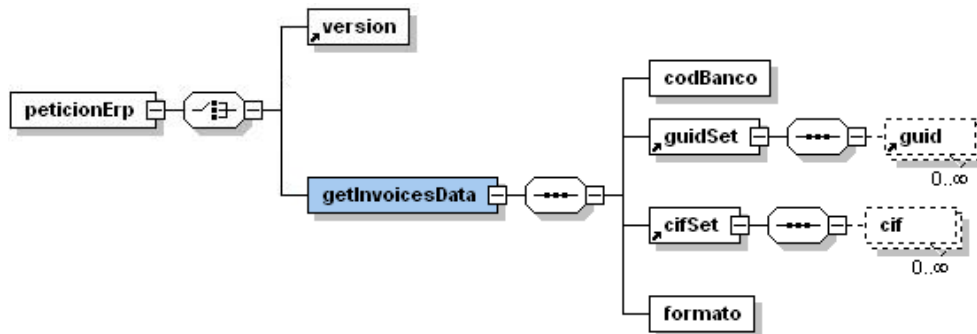 version
codBanco
peticionErp
guidSet
guid
0..∞
getInvoicesData
cifSet
cif
0..∞
formato